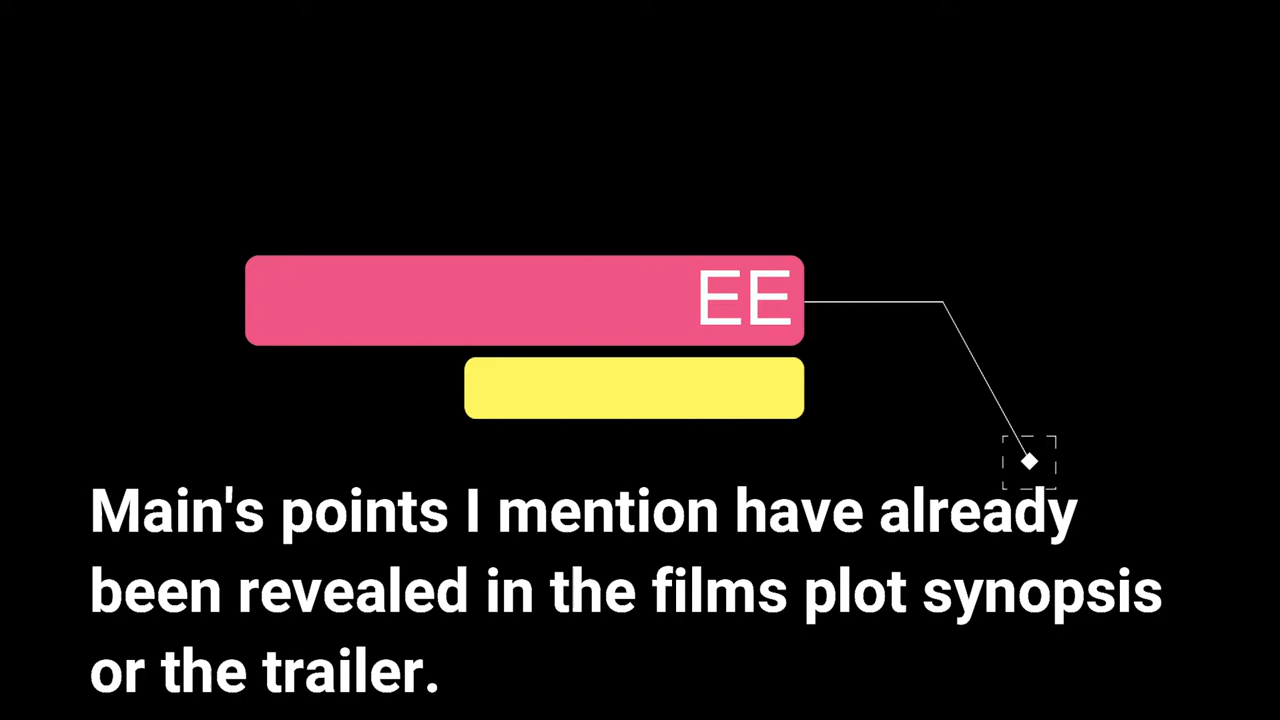 EE
Main's points I mention have already
been revealed in the films plot synopsis
or the trailer.